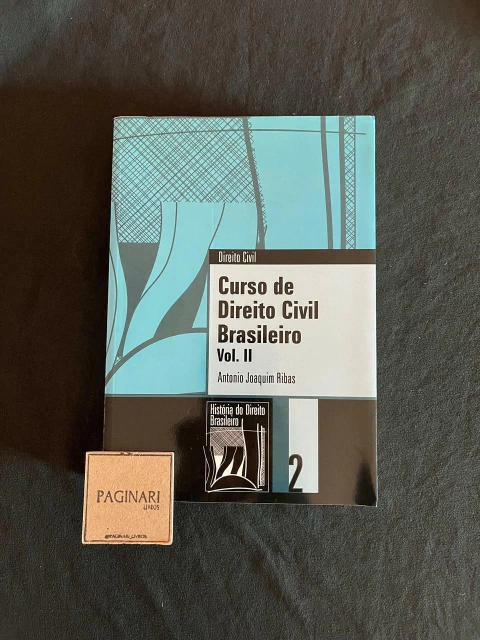 Direito Civil
Curso de
Direito Civil
Brasileiro
Vol. II
Antonio Joaquim Ribas
História do Direito
Brasileiro
2
PAGINARI
LIVROS
@PAGINARI_LIVROS